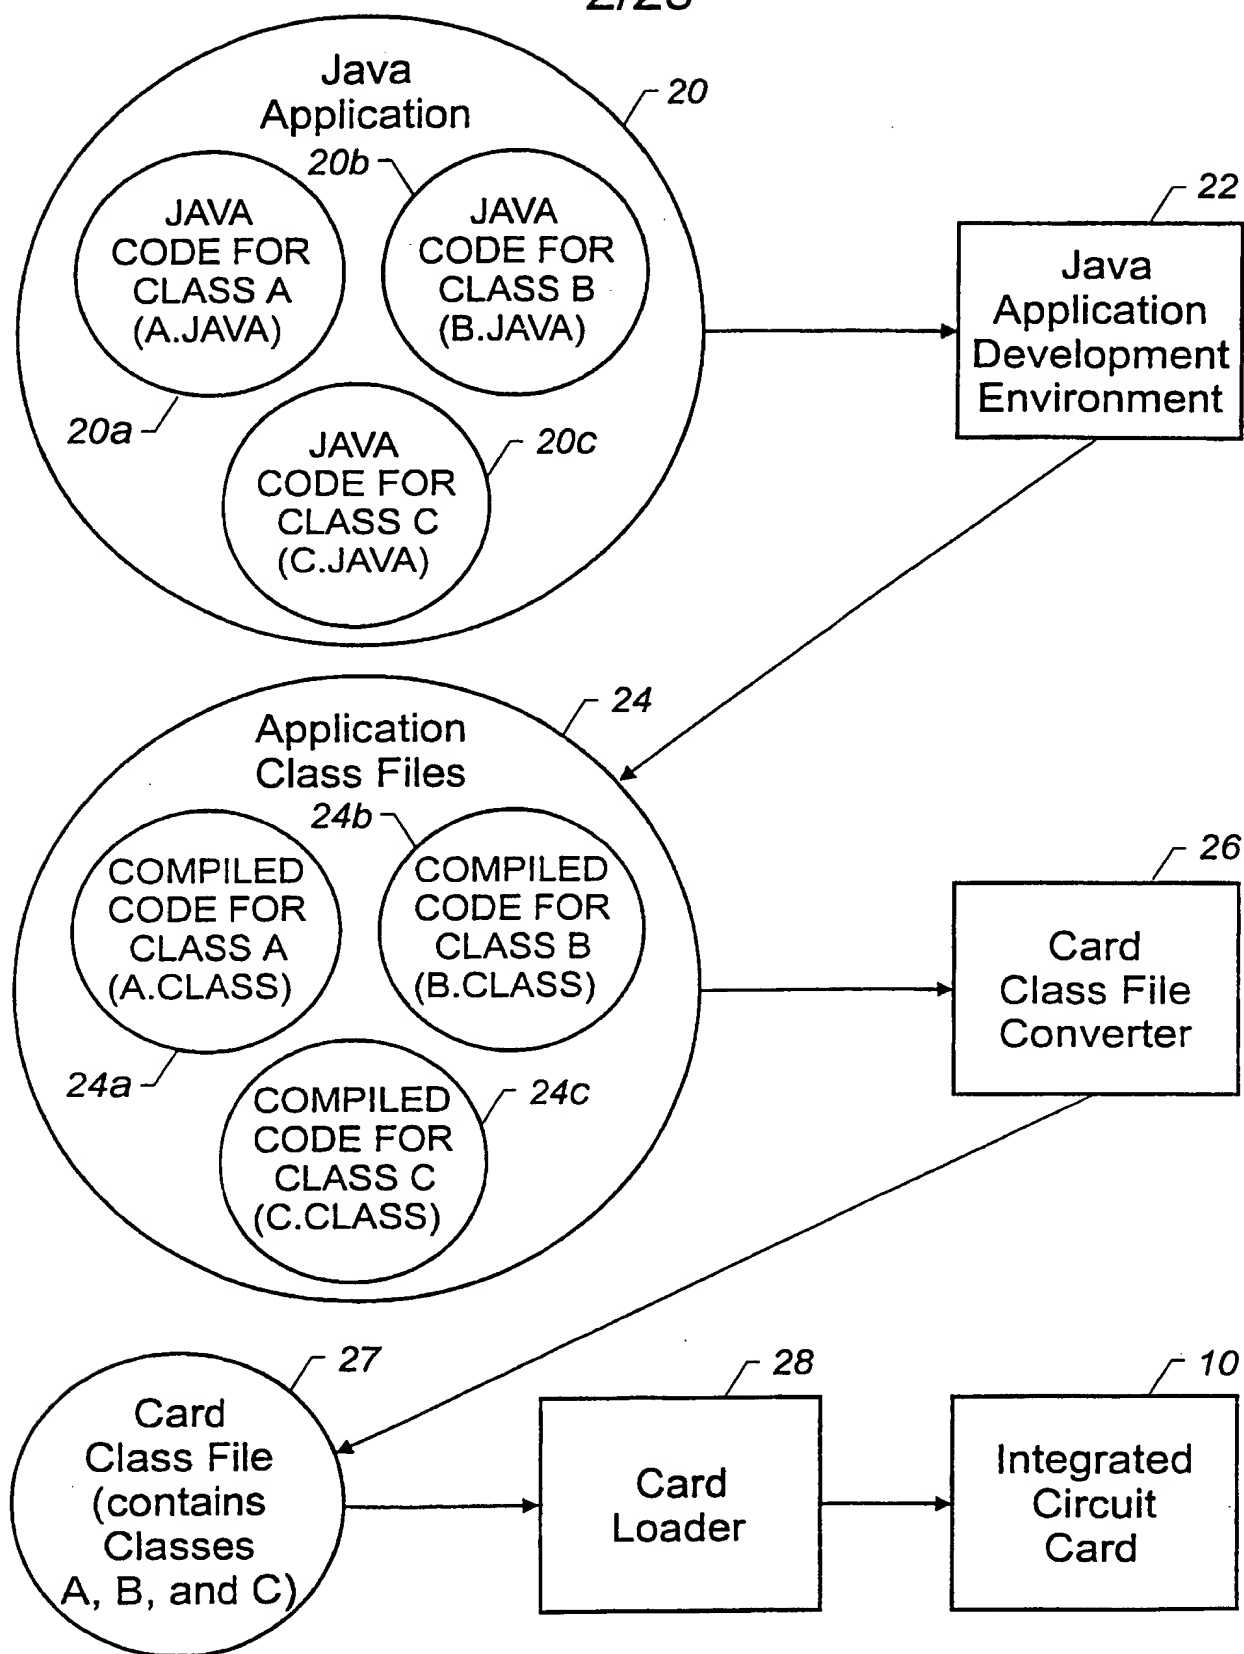 Java
Application
20
20b
JAVA
CODE FOR
CLASS A
(A.JAVA)
JAVA
CODE FOR
CLASS B
(B.JAVA)
20a
JAVA
CODE FOR
CLASS C
(C.JAVA)
20c
22
Java
Application
Development
Environment
Application
Class Files
24
24b
COMPILED
CODE FOR
CLASS A
(A.CLASS)
COMPILED
CODE FOR
CLASS B
(B.CLASS)
24a
COMPILED
CODE FOR
CLASS C
(C.CLASS)
24c
26
Card
Class File
Converter
27
Card
Class File
(contains
Classes
A, B, and C)
28
Card
Loader
10
Integrated
Circuit
Card